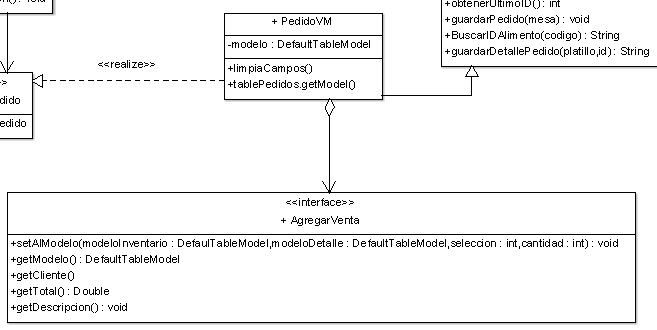 + PedidoVM
-modelo : DefaultTableModel
+limpiaCampos()
+tablePedidos.getModel()
+obtenerUltimoID() : int
+guardarPedido(mesa) : void
+BuscarIDAlimento(codigo) : String
+guardarDetallePedido(platillo,id) : String
<<realize>>
>>
dido
edido
<<interface>>
+ AgregarVenta
+setAlModelo(modeloInventario : DefaulTableModel,modeloDetalle : DefaultTableModel,seleccion : int,cantidad : int) : void
+getModelo() : DefaultTableModel
+getCliente()
+getTotal() : Double
+getDescripcion() : void